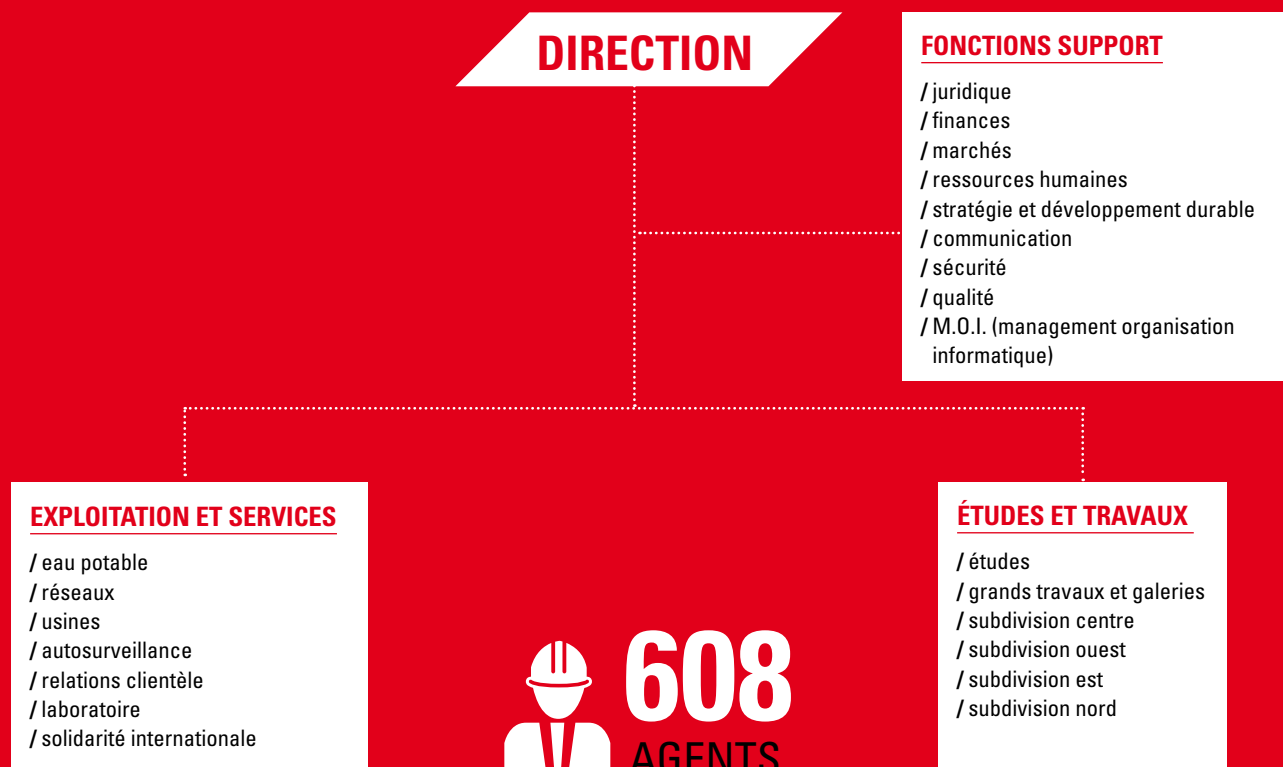 DIRECTION
FONCTIONS SUPPORT
/ juridique
/ finances
/ marchés
/ ressources humaines
/ stratégie et développement durable
/ communication
/ sécurité
/ qualité
/ M.O.I. (management organisation
informatique)
EXPLOITATION ET SERVICES
/ eau potable
/ réseaux
/ usines
/ autosurveillance
/ relations clientèle
/ laboratoire
/ solidarité internationale
608
AGENTS
ÉTUDES ET TRAVAUX
/ études
/ grands travaux et galeries
/ subdivision centre
/ subdivision ouest
/ subdivision est
/ subdivision nord